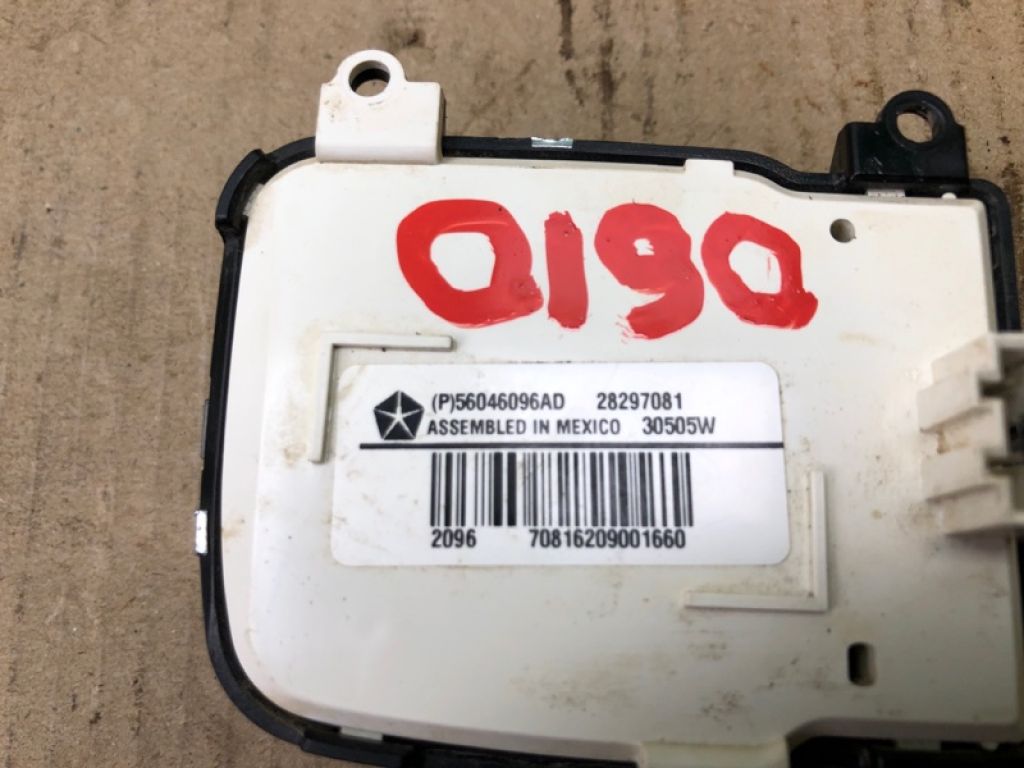 0190
(P)56046096AD 28297081
ASSEMBLED IN MEXICO 30505W
2096 70816209001660